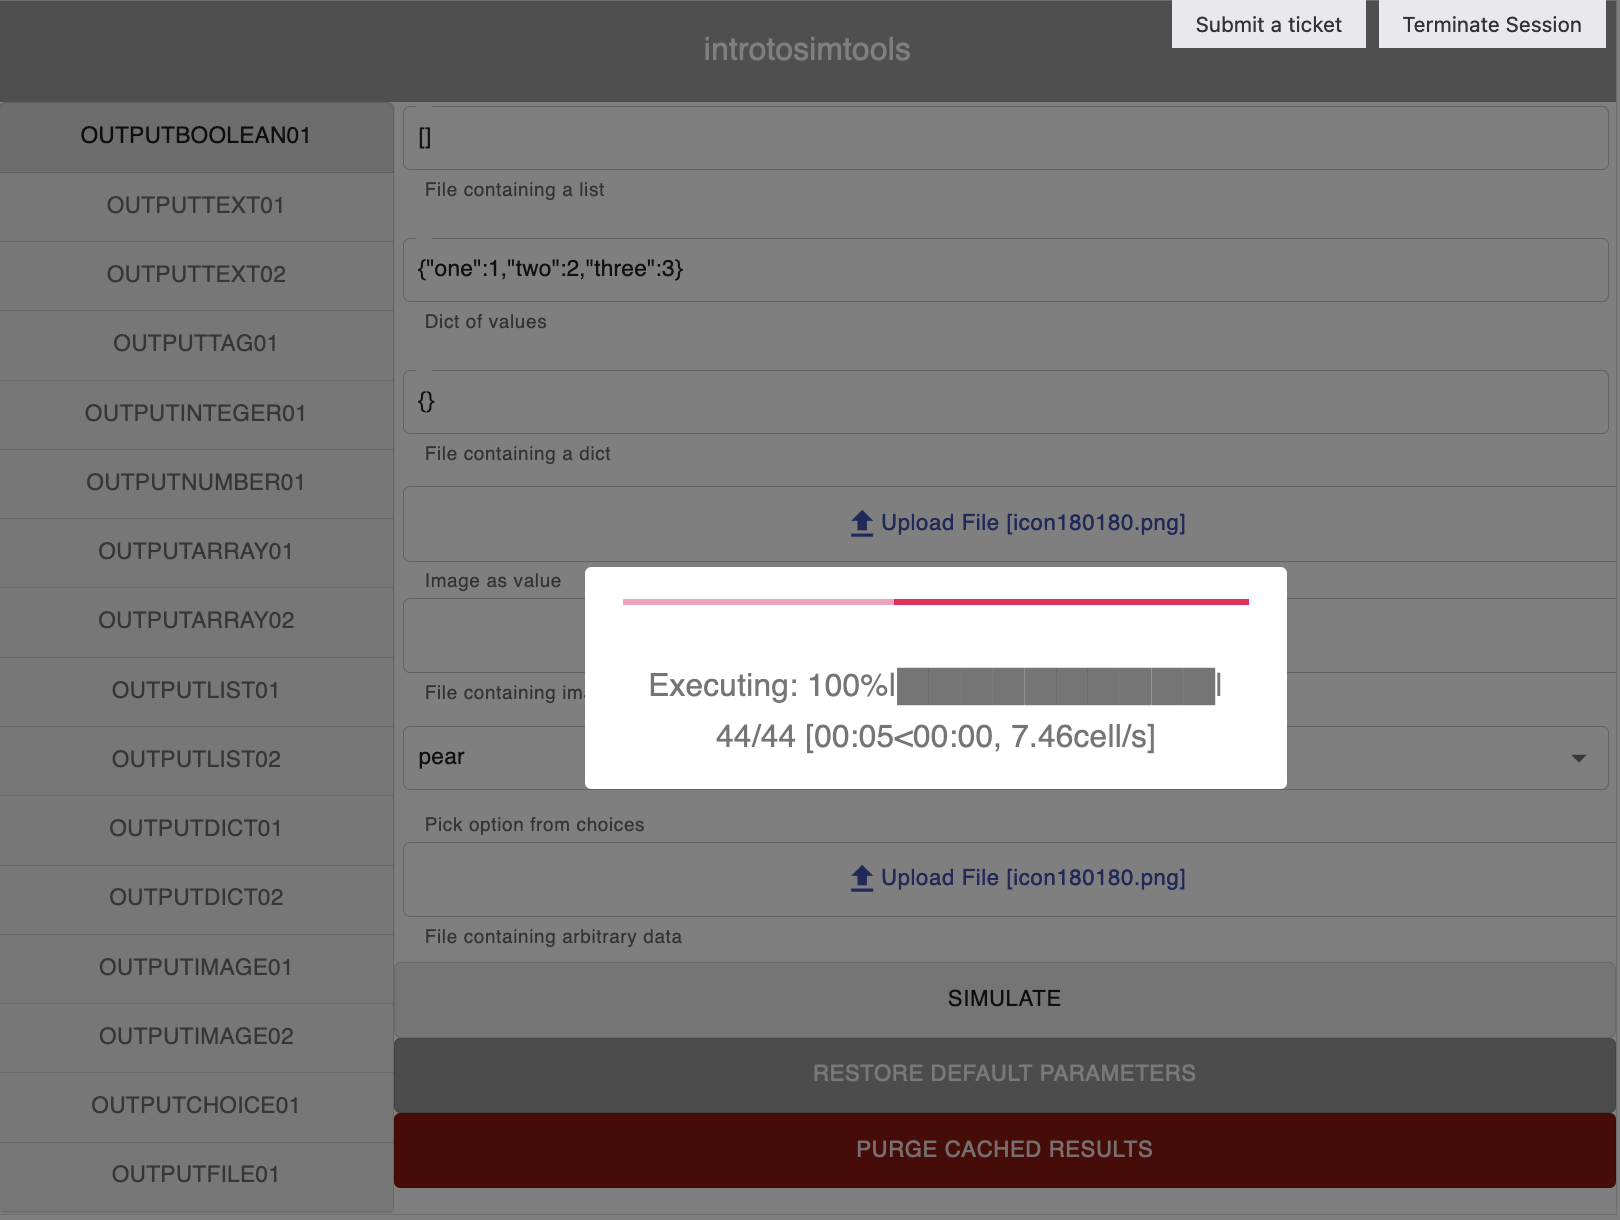 Submit a ticket
Terminate Session
introtosimtools
OUTPUTBOOLEAN01
OUTPUTTEXT01
OUTPUTTEXT02
OUTPUTTAG01
OUTPUTINTEGER01
OUTPUTNUMBER01
OUTPUTARRAY01
OUTPUTARRAY02
OUTPUTLIST01
OUTPUTLIST02
OUTPUTDICT01
OUTPUTDICT02
OUTPUTIMAGE01
OUTPUTIMAGE02
OUTPUTCHOICE01
OUTPUTFILE01
[]
File containing a list
{"one":1,"two":2,"three":3}
Dict of values
{}
File containing a dict
Upload File [icon180180.png]
Image as value
File containing
Executing: 100%|██████████|
44/44 [00:05<00:00, 7.46cell/s]
pear
Pick option from choices
Upload File [icon180180.png]
File containing arbitrary data
SIMULATE
RESTORE DEFAULT PARAMETERS
PURGE CACHED RESULTS